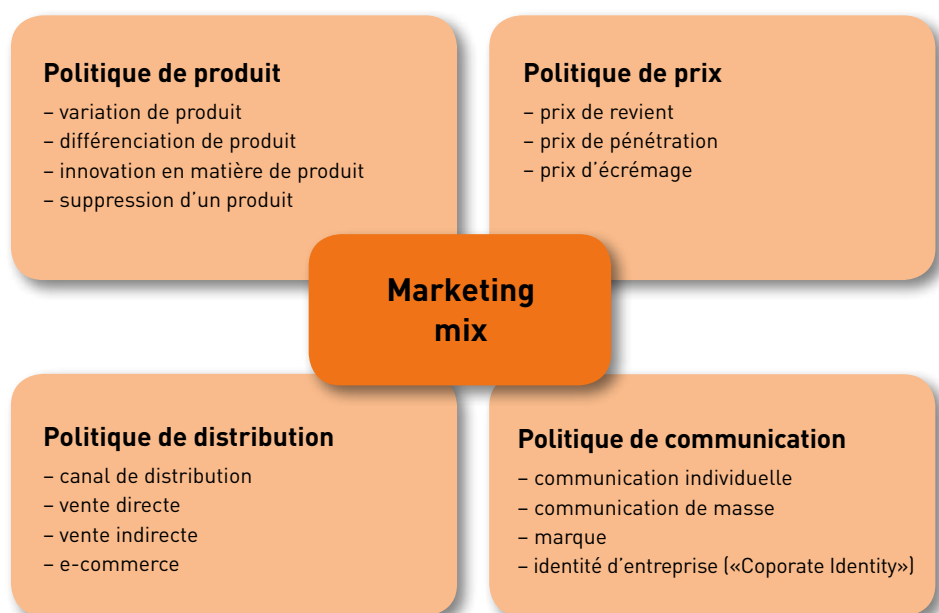 Politique de produit
– variation de produit
– différenciation de produit
– innovation en matière de produit
– suppression d'un produit
Politique de prix
– prix de revient
– prix de pénétration
– prix d'écrémage
Marketing
mix
Politique de distribution
– canal de distribution
– vente directe
– vente indirecte
– e-commerce
Politique de communication
– communication individuelle
– communication de masse
– marque
– identité d'entreprise («Coporate Identity»)